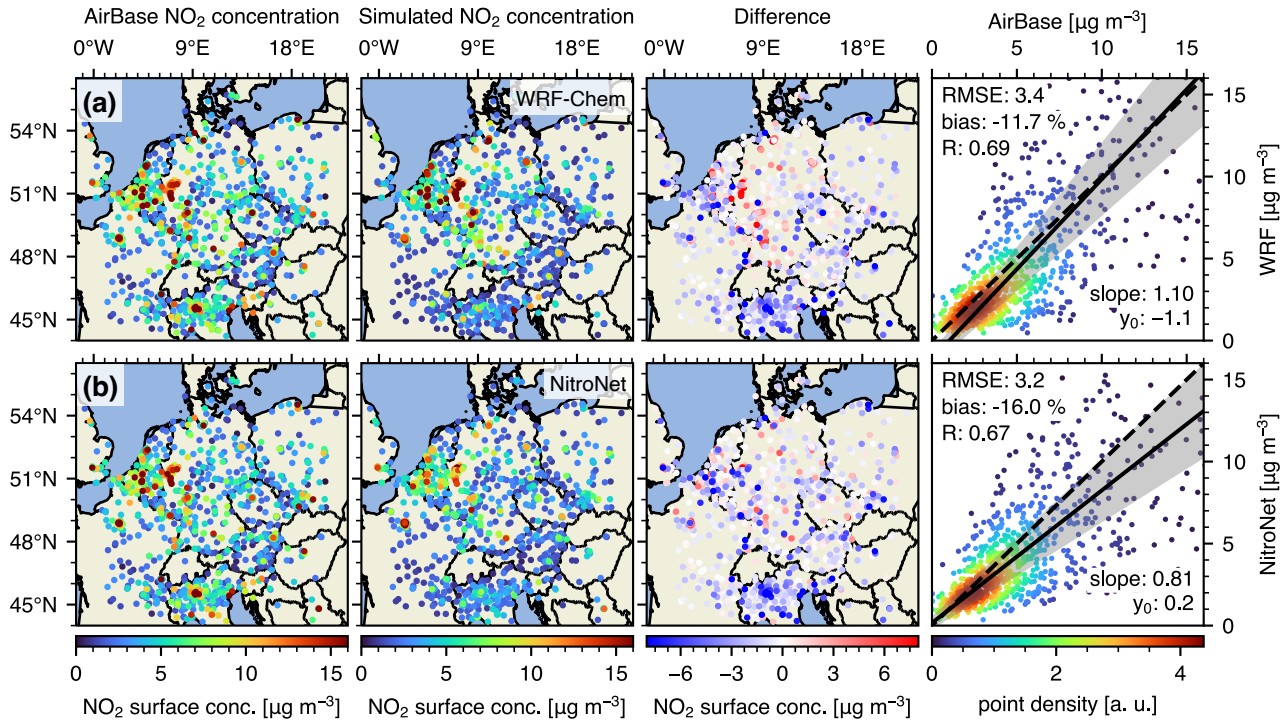 AirBase NO₂ concentration
Simulated NO₂ concentration
Difference
AirBase [µg m⁻³]
0°W 9°E 18°E
0°W 9°E 18°E
0°W 9°E 18°E
0 5 10 15
(a)
WRF-Chem
54°N
51°N
48°N
45°N
RMSE: 3.4
bias: -11.7 %
R: 0.69
slope: 1.10
y₀: −1.1
15
10
5
0
WRF [µg m⁻³]
(b)
NitroNet
54°N
51°N
48°N
45°N
RMSE: 3.2
bias: -16.0 %
R: 0.67
slope: 0.81
y₀: 0.2
15
10
5
0
NitroNet [µg m⁻³]
0 5 10 15
NO₂ surface conc. [µg m⁻³]
0 5 10 15
NO₂ surface conc. [µg m⁻³]
−6 −3 0 3 6
NO₂ surface conc. [µg m⁻³]
0 2 4
point density [a. u.]